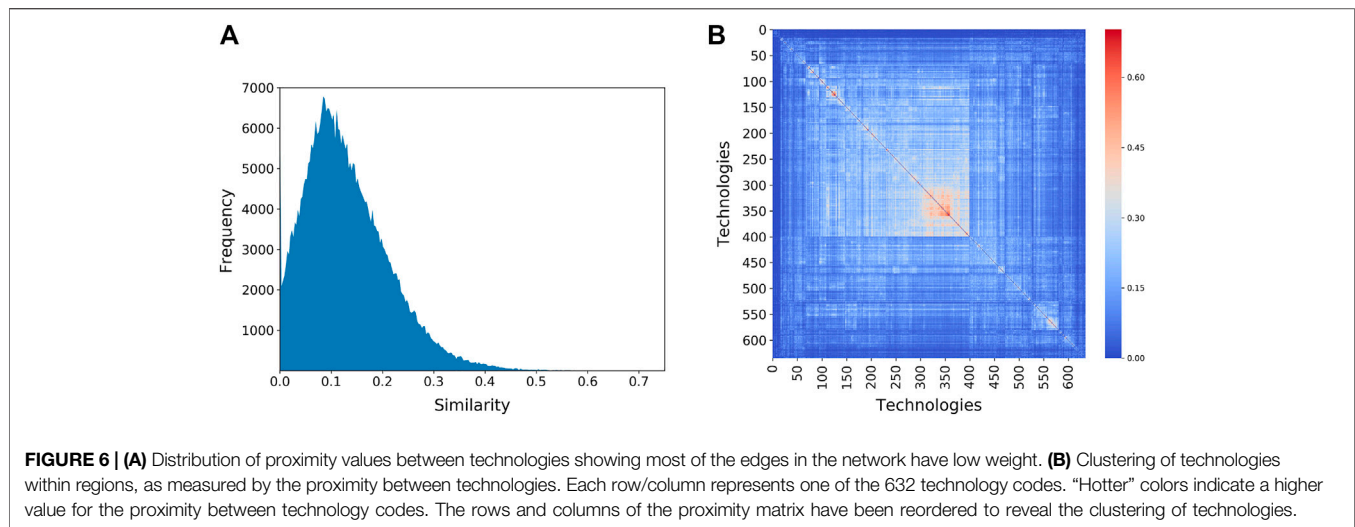 A
7000
6000
5000
4000
3000
2000
1000
Frequency
0.0 0.1 0.2 0.3 0.4 0.5 0.6 0.7
Similarity
B
0
50
100
150
200
250
300
350
400
450
500
550
600
Technologies
0 50 100 150 200 250 300 350 400 450 500 550 600
Technologies
0.60
0.45
0.30
0.15
0.00
FIGURE 6 | (A) Distribution of proximity values between technologies showing most of the edges in the network have low weight. (B) Clustering of technologies
within regions, as measured by the proximity between technologies. Each row/column represents one of the 632 technology codes. “Hotter” colors indicate a higher
value for the proximity between technology codes. The rows and columns of the proximity matrix have been reordered to reveal the clustering of technologies.